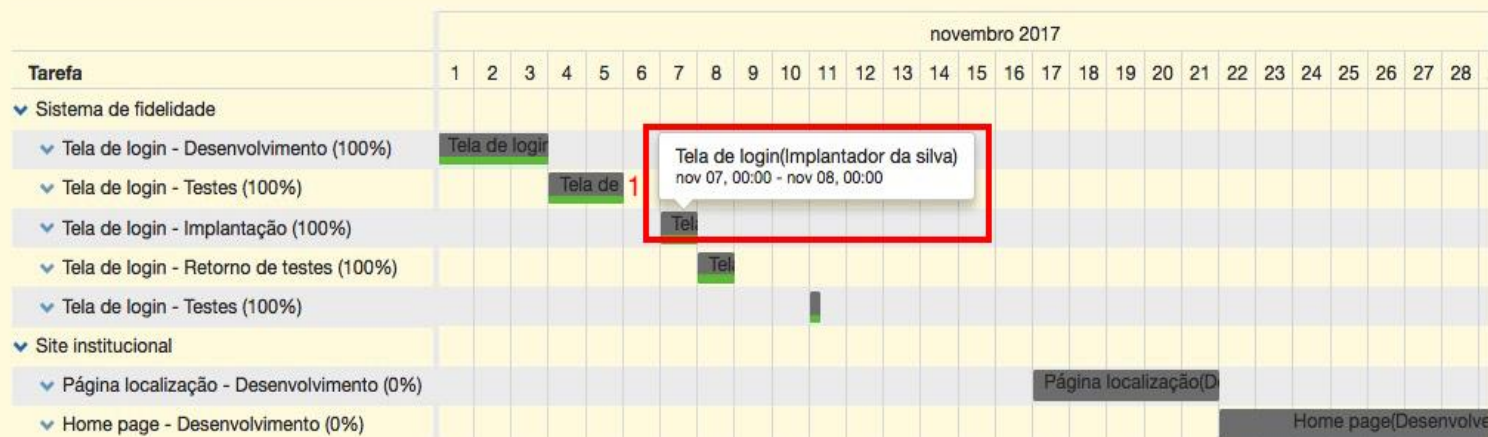 novembro 2017
Tarefa 1 2 3 4 5 6 7 8 9 10 11 12 13 14 15 16 17 18 19 20 21 22 23 24 25 26 27 28
Sistema de fidelidade
Tela de login - Desenvolvimento (100%) Tela de login
Tela de login(Implantador da silva)
nov 07, 00:00 - nov 08, 00:00
Tela de login - Testes (100%) Tela de 1
Tela de login - Implantação (100%) Tela
Tela de login - Retorno de testes (100%) Tela
Tela de login - Testes (100%)
Site institucional
Página localização - Desenvolvimento (0%) Página localização(D
Home page - Desenvolvimento (0%) Home page(Desenvolve